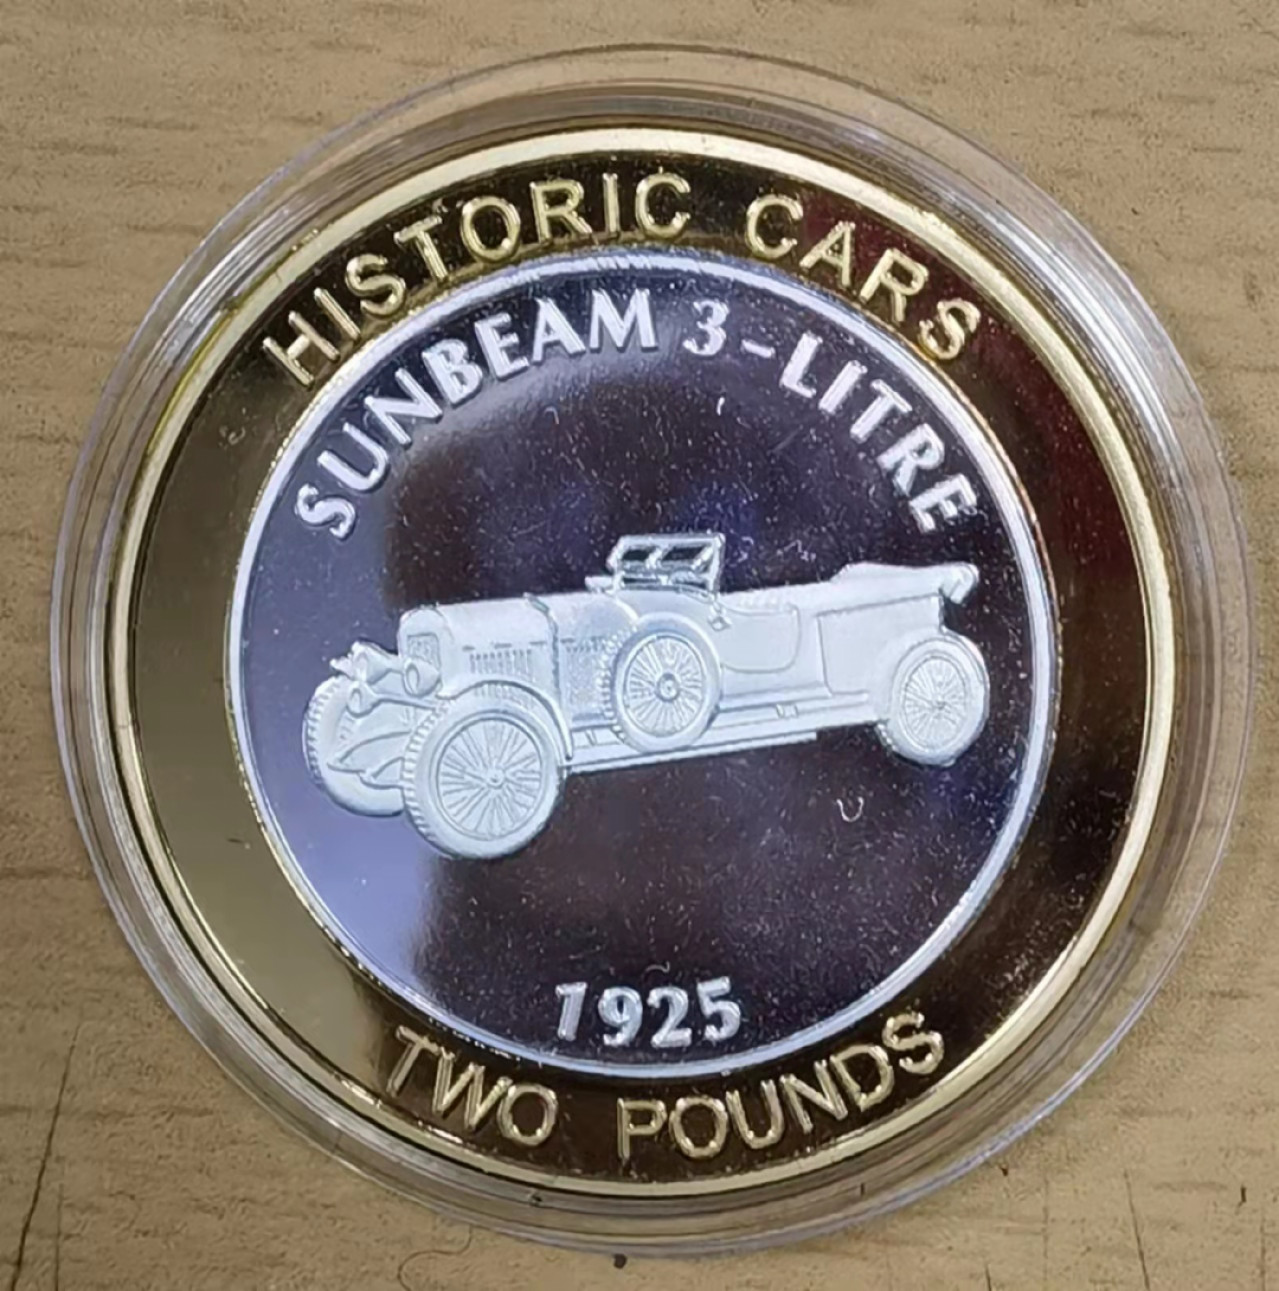 HISTORIC CARS
SUNBEAM 3-LITRE
1925
TWO POUNDS